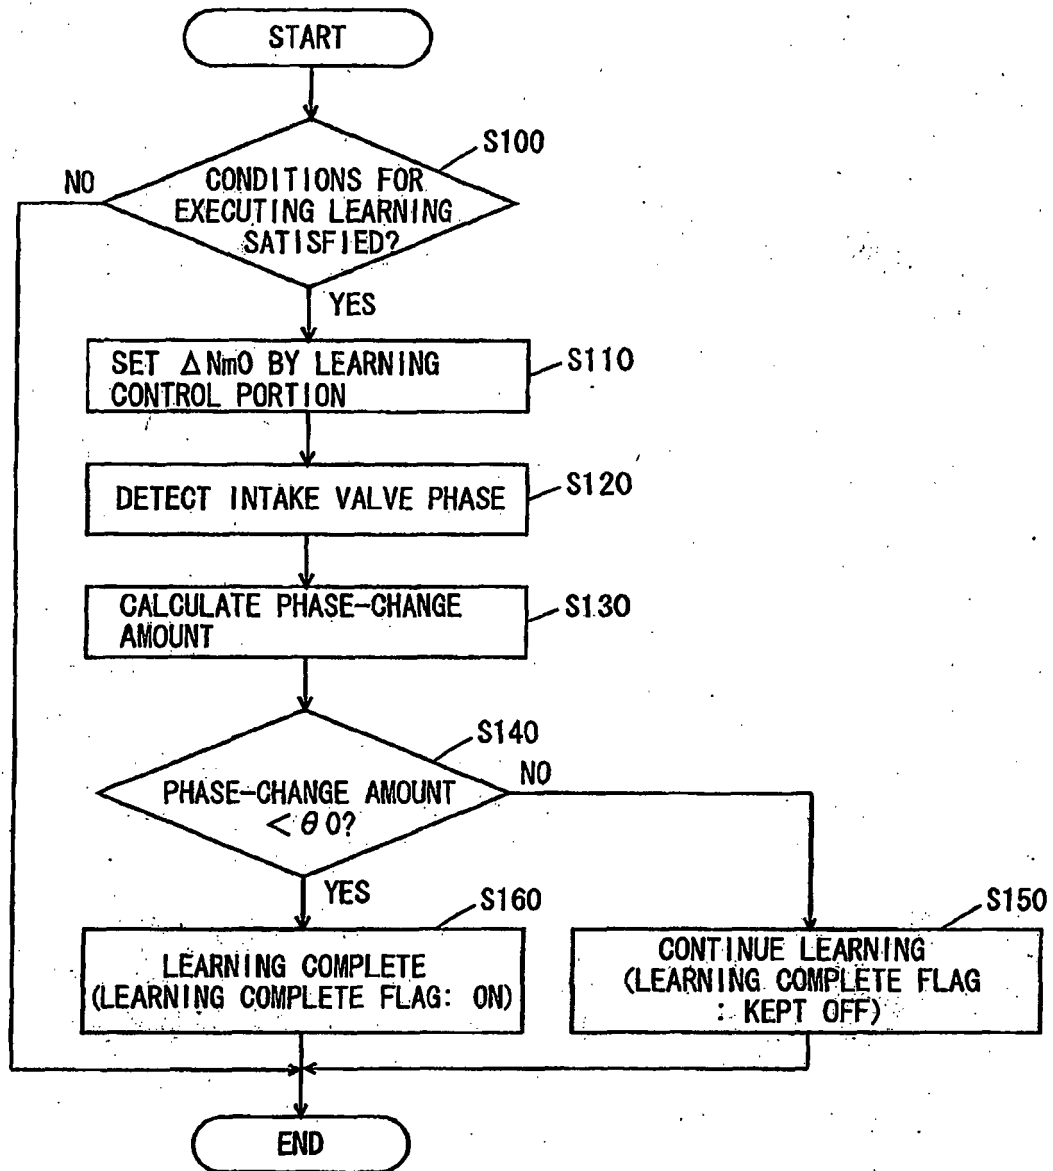 START
S100
NO
CONDITIONS FOR
EXECUTING LEARNING
SATISFIED?
YES
SET ΔNm0 BY LEARNING
CONTROL PORTION
S110
DETECT INTAKE VALVE PHASE
S120
CALCULATE PHASE-CHANGE
AMOUNT
S130
S140
NO
PHASE-CHANGE AMOUNT
<θ0?
YES
S160
S150
LEARNING COMPLETE
(LEARNING COMPLETE FLAG: ON)
CONTINUE LEARNING
(LEARNING COMPLETE FLAG
: KEPT OFF)
END